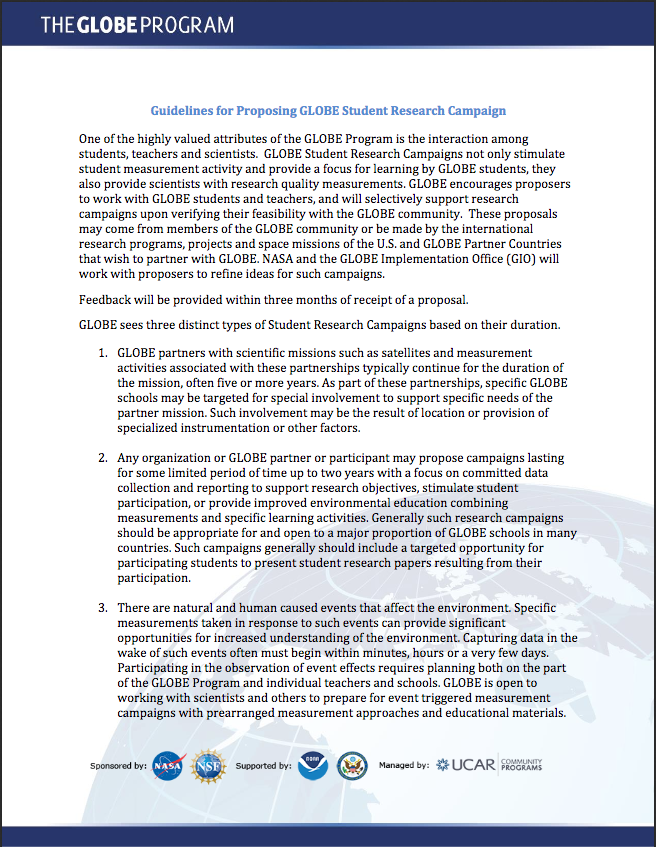 THE GLOBE PROGRAM
Guidelines for Proposing GLOBE Student Research Campaign
One of the highly valued attributes of the GLOBE Program is the interaction among
students, teachers and scientists.  GLOBE Student Research Campaigns not only stimulate
student measurement activity and provide a focus for learning by GLOBE students, they
also provide scientists with research quality measurements. GLOBE encourages proposers
to work with GLOBE students and teachers, and will selectively support research
campaigns upon verifying their feasibility with the GLOBE community.  These proposals
may come from members of the GLOBE community or be made by the international
research programs, projects and space missions of the U.S. and GLOBE Partner Countries
that wish to partner with GLOBE. NASA and the GLOBE Implementation Office (GIO) will
work with proposers to refine ideas for such campaigns.
Feedback will be provided within three months of receipt of a proposal.
GLOBE sees three distinct types of Student Research Campaigns based on their duration.
1. GLOBE partners with scientific missions such as satellites and measurement
activities associated with these partnerships typically continue for the duration of
the mission, often five or more years. As part of these partnerships, specific GLOBE
schools may be targeted for special involvement to support specific needs of the
partner mission. Such involvement may be the result of location or provision of
specialized instrumentation or other factors.
2. Any organization or GLOBE partner or participant may propose campaigns lasting
for some limited period of time up to two years with a focus on committed data
collection and reporting to support research objectives, stimulate student
participation, or provide improved environmental education combining
measurements and specific learning activities. Generally such research campaigns
should be appropriate for and open to a major proportion of GLOBE schools in many
countries. Such campaigns generally should include a targeted opportunity for
participating students to present student research papers resulting from their
participation.
3. There are natural and human caused events that affect the environment. Specific
measurements taken in response to such events can provide significant
opportunities for increased understanding of the environment. Capturing data in the
wake of such events often must begin within minutes, hours or a very few days.
Participating in the observation of event effects requires planning both on the part
of the GLOBE Program and individual teachers and schools. GLOBE is open to
working with scientists and others to prepare for event triggered measurement
campaigns with prearranged measurement approaches and educational materials.
Sponsored by: NASA NSF Supported by: NOAA Managed by: UCAR COMMUNITY
PROGRAMS